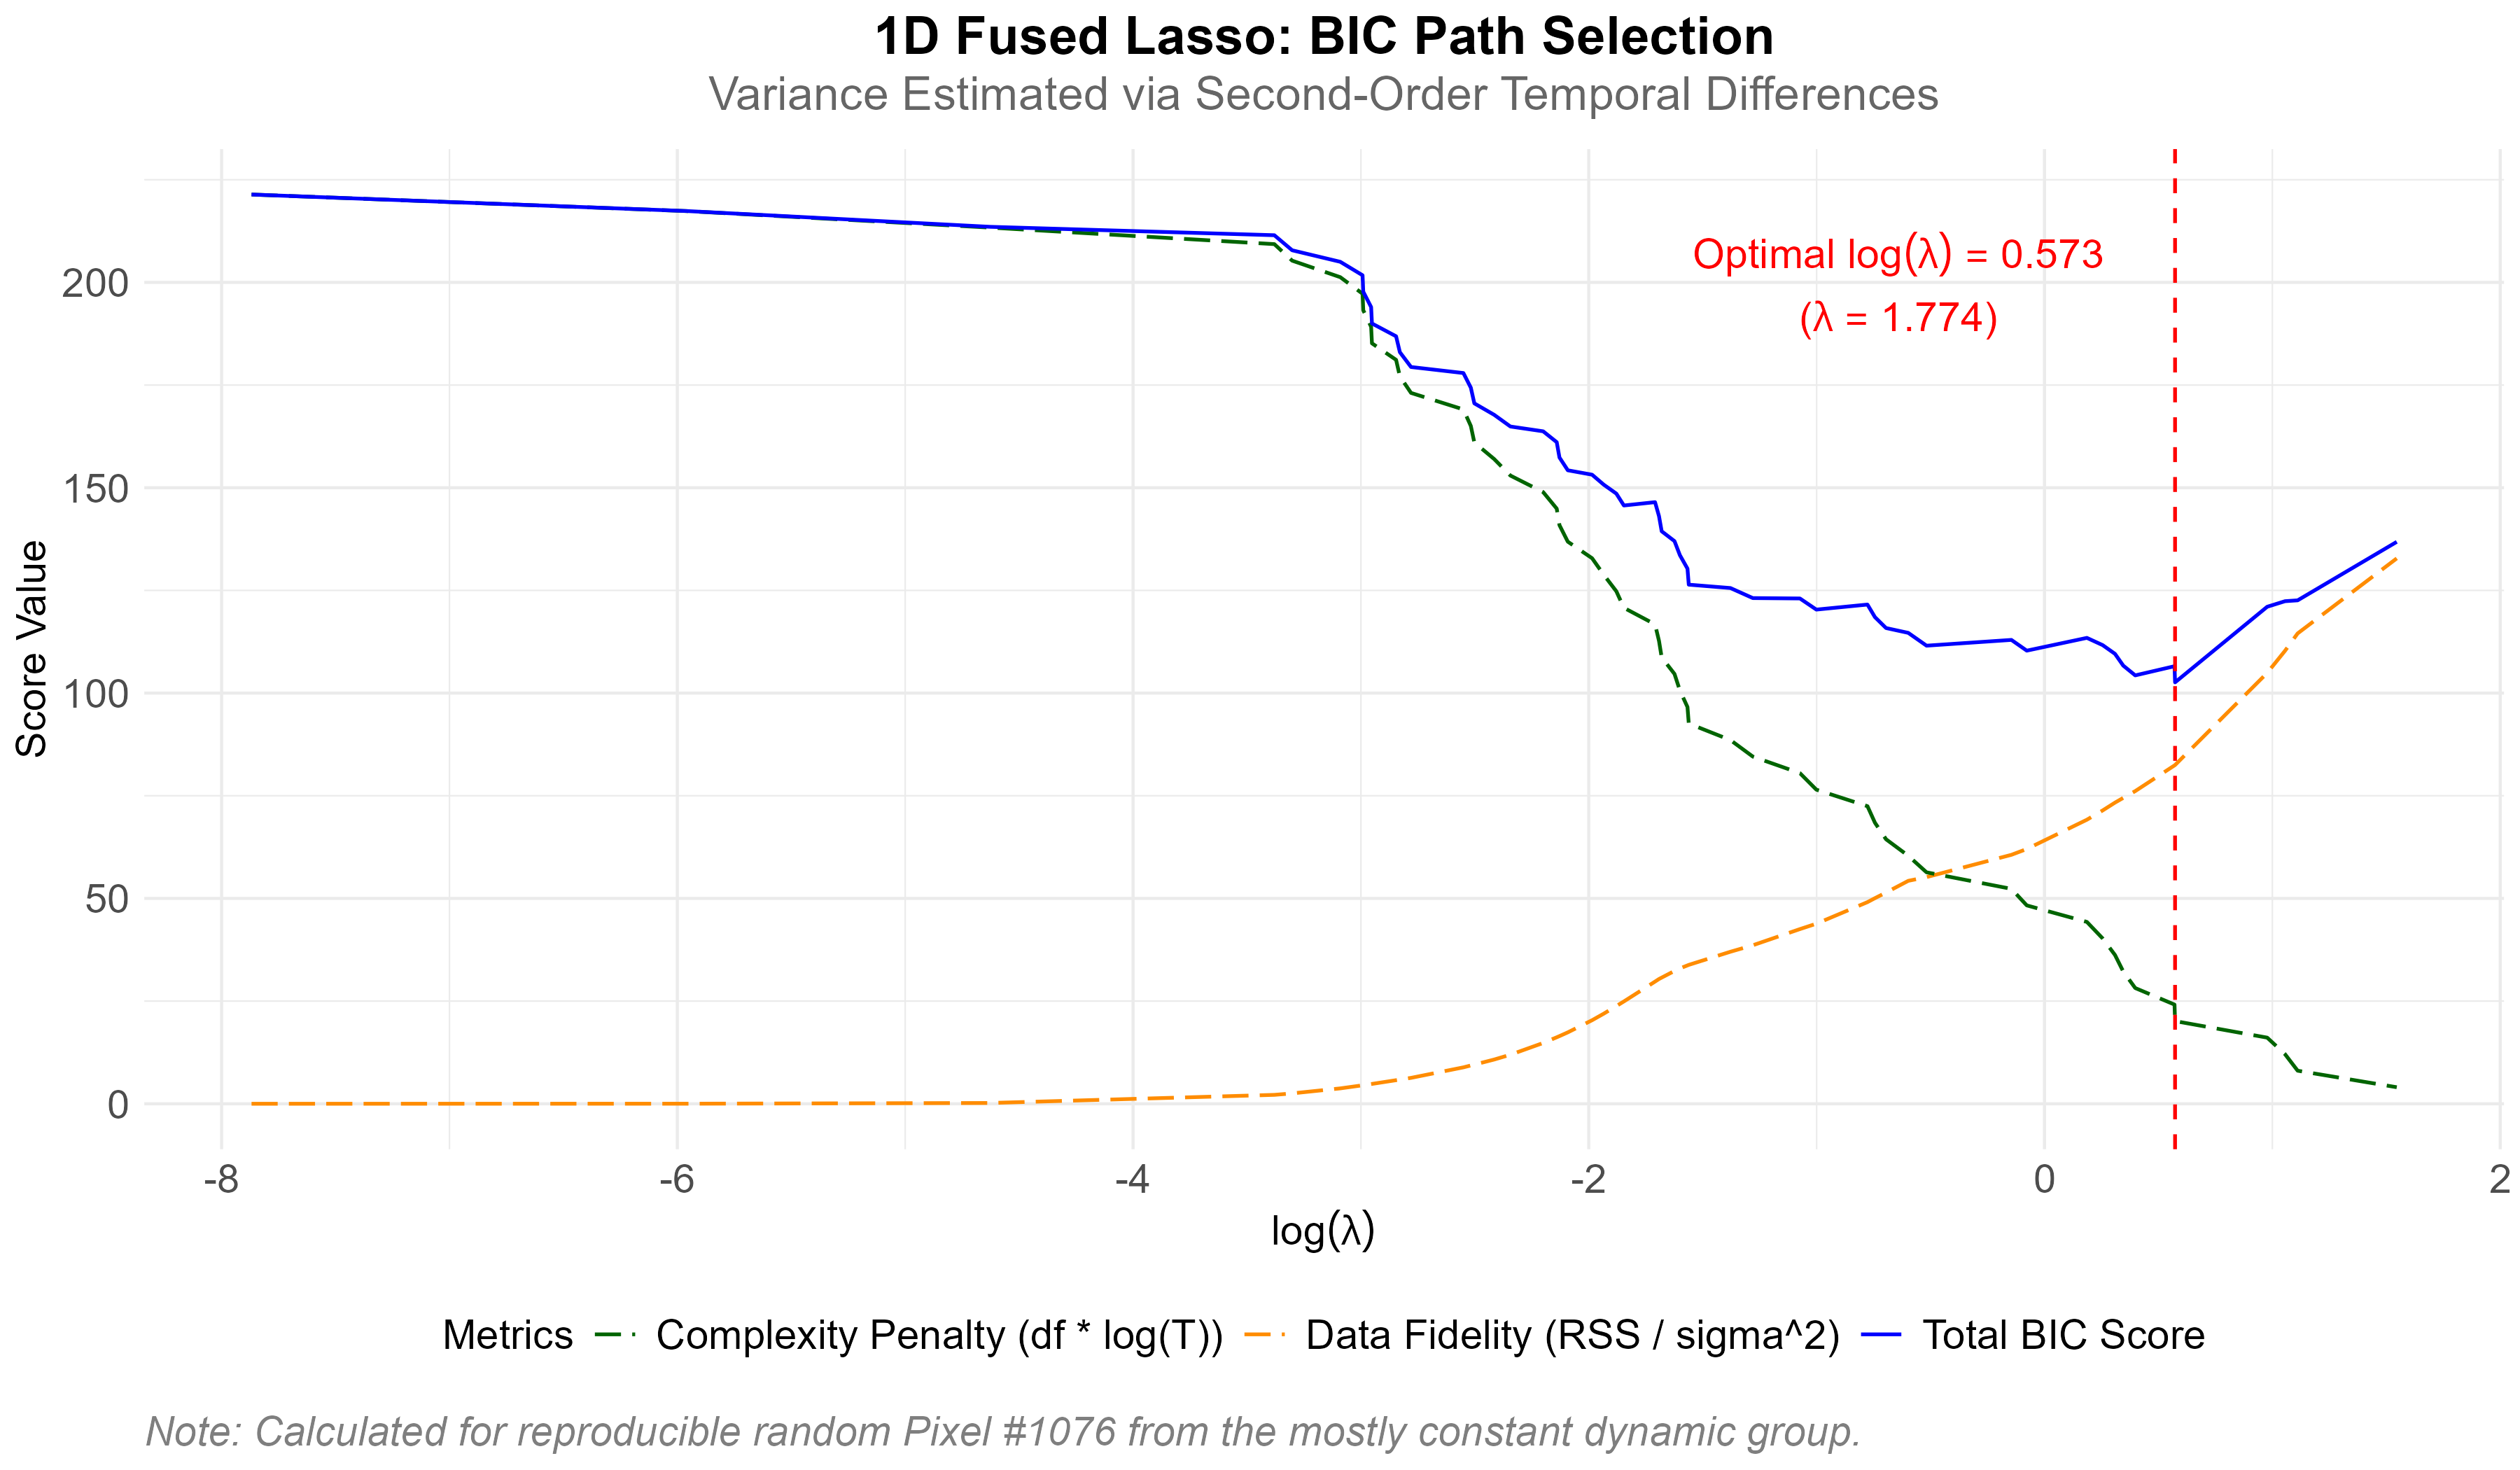 1D Fused Lasso: BIC Path Selection
Variance Estimated via Second-Order Temporal Differences
Optimal log(λ) = 0.573
(λ = 1.774)
Score Value
200
150
100
50
0
-8 -6 -4 -2 0 2
log(λ)
Metrics Complexity Penalty (df * log(T)) Data Fidelity (RSS / sigma^2) Total BIC Score
Note: Calculated for reproducible random Pixel #1076 from the mostly constant dynamic group.